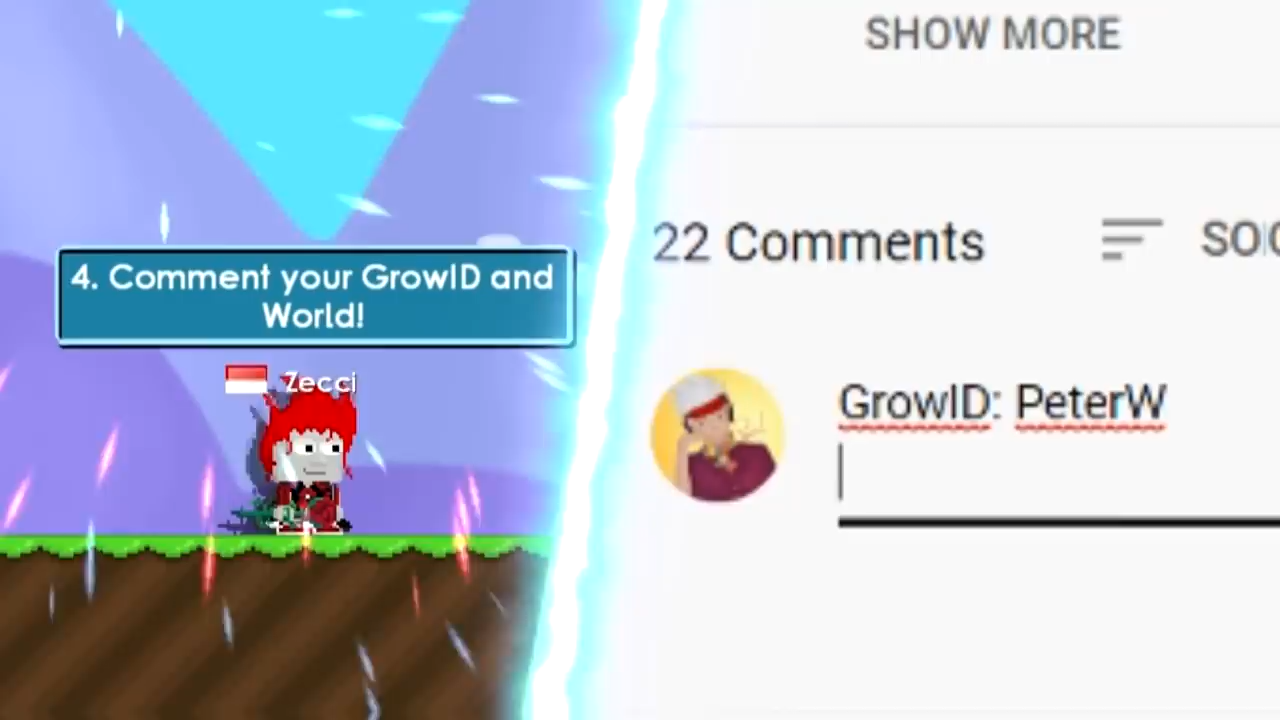 4. Comment your GrowID and
World!
Zecci
SHOW MORE
22 Comments
GrowID: PeterW